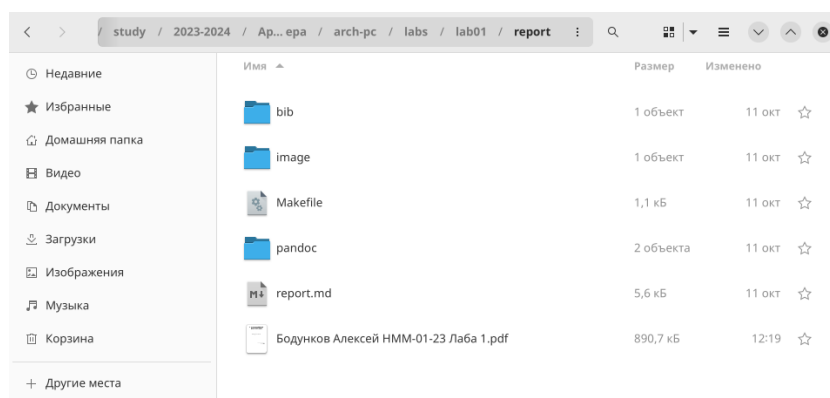 / study / 2023-2024 / Ар... ера / arch-pc / labs / lab01 / report
Недавние
Избранные
Домашняя папка
Видео
Документы
Загрузки
Изображения
Музыка
Корзина
Другие места
Имя Размер Изменено
bib 1 объект 11 окт
image 1 объект 11 окт
Makefile 1,1 кБ 11 окт
pandoc 2 объекта 11 окт
M report.md 5,6 кБ 11 окт
Бодунков Алексей НММ-01-23 Лаба 1.pdf 890,7 кБ 12:19